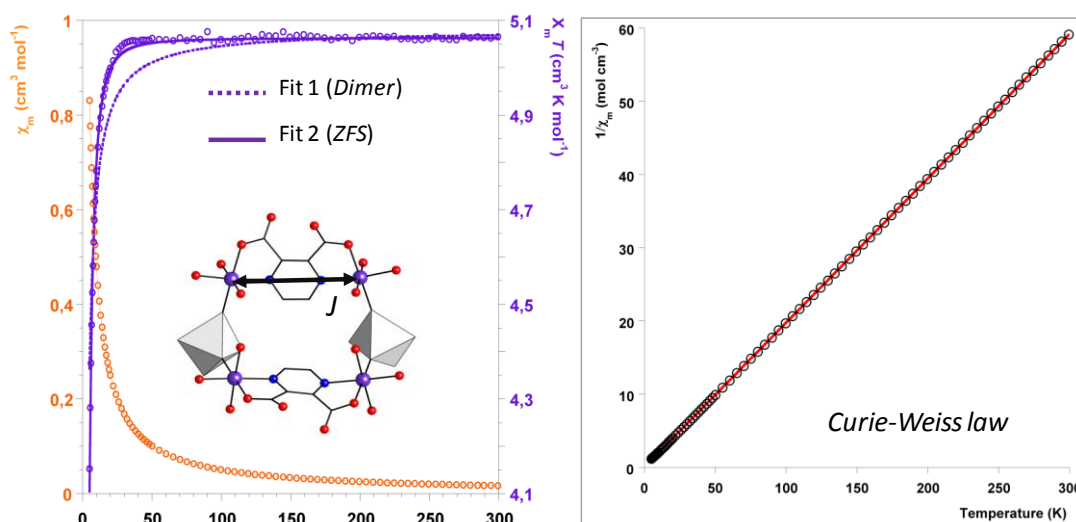 χm (cm3 mol-1)
1
0,8
0,6
0,4
0,2
0
0 50 100 150 200 250 300
5,1
4,9
4,7
4,5
4,3
4,1
ΧmT (cm3 K mol-1)
Fit 1 (Dimer)
Fit 2 (ZFS)
J
1/χm (mol cm-3)
60
50
40
30
20
10
0
0 50 100 150 200 250 300
Temperature (K)
Curie-Weiss law